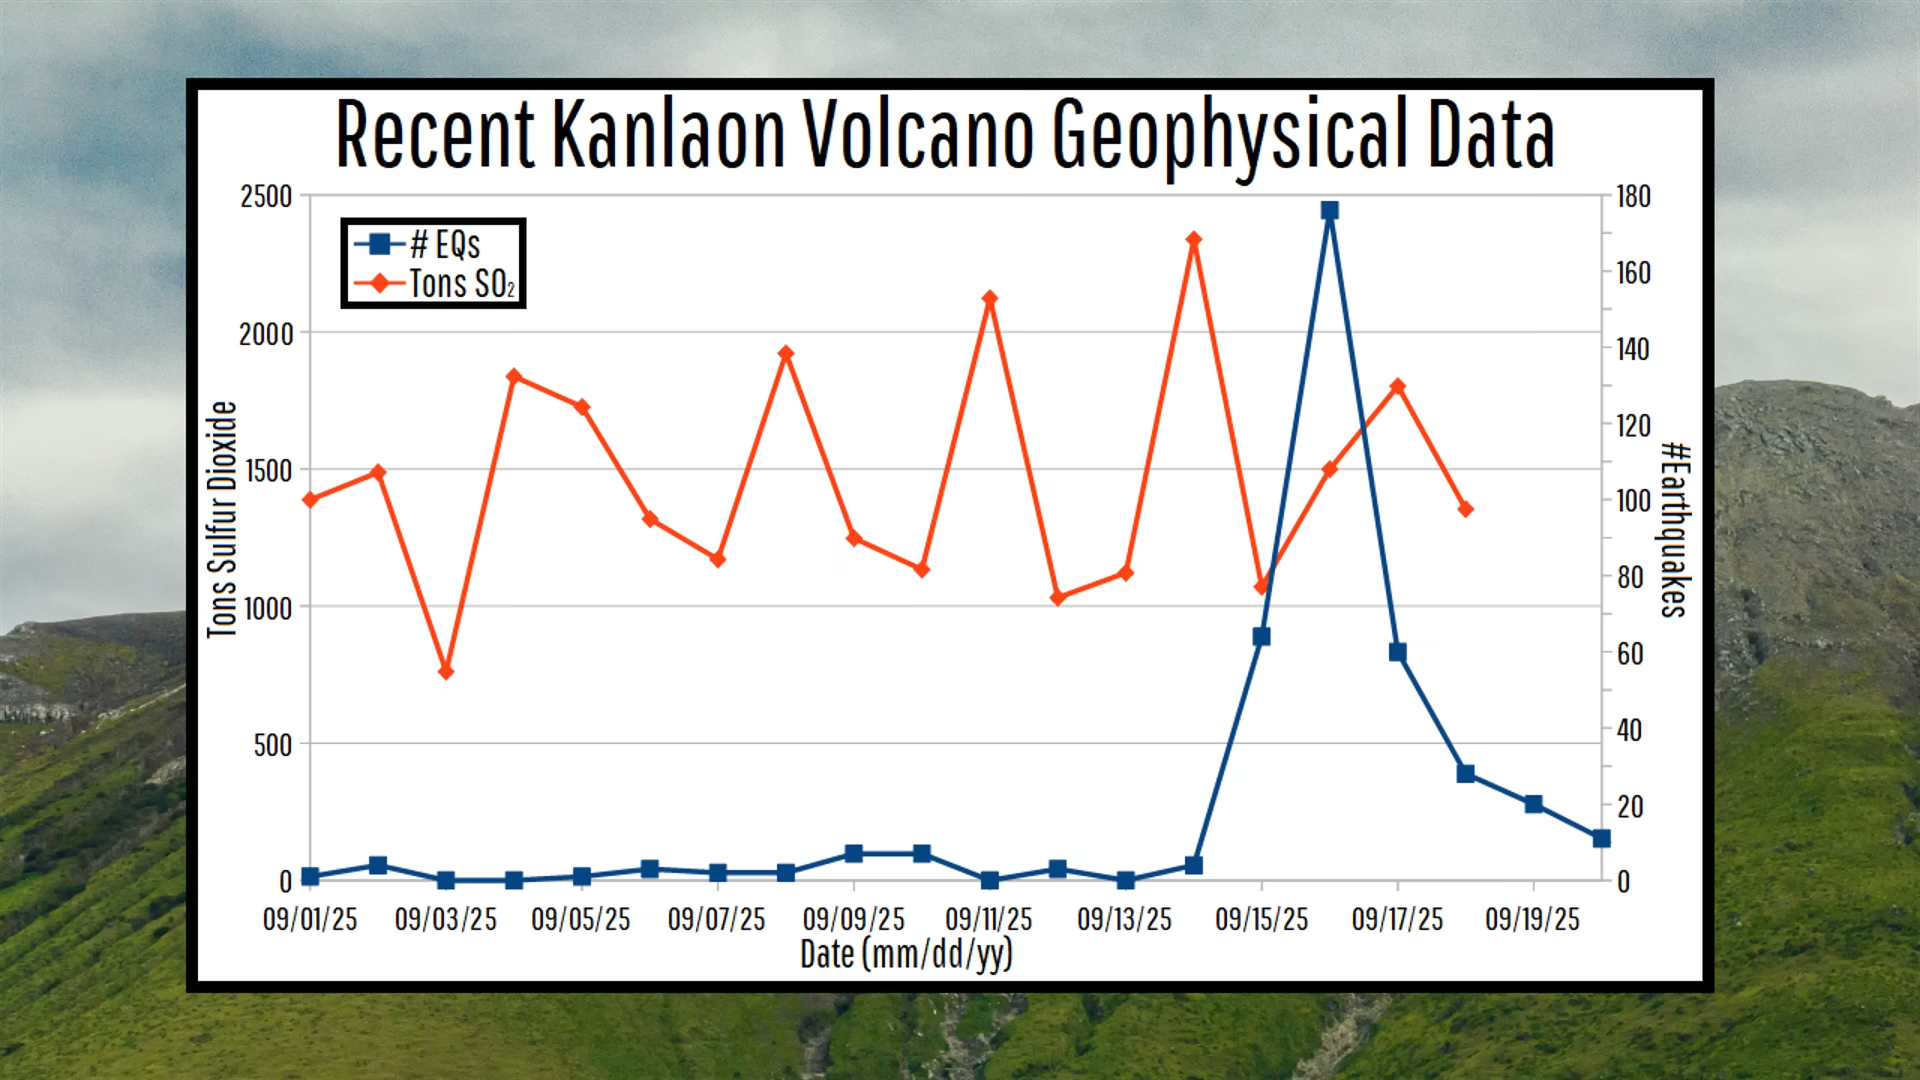 Recent Kanlaon Volcano Geophysical Data
# EQs
Tons SO₂
Tons Sulfur Dioxide
2500
2000
1500
1000
500
0
180
160
140
120
100
80
60
40
20
0
#Earthquakes
09/01/25 09/03/25 09/05/25 09/07/25 09/09/25 09/11/25 09/13/25 09/15/25 09/17/25 09/19/25
Date (mm/dd/yy)